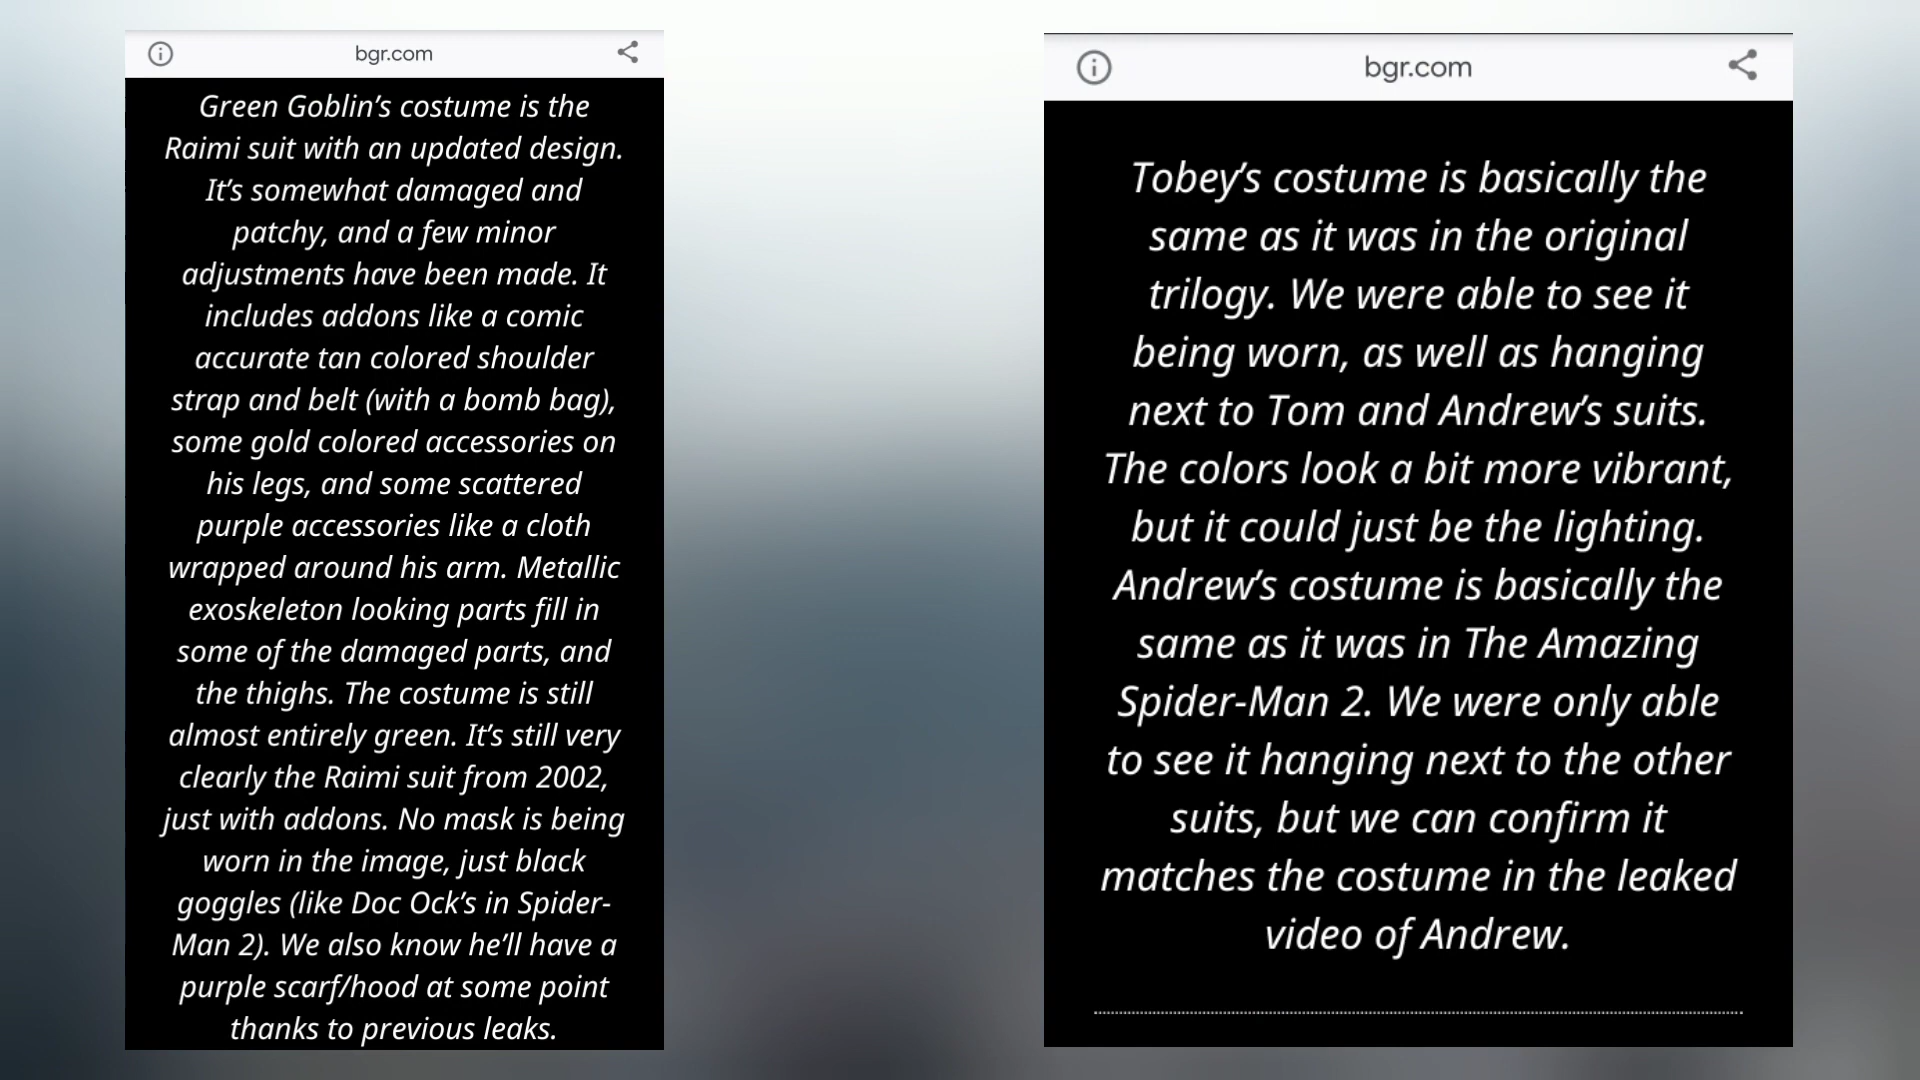 bgr.com
Green Goblin’s costume is the
Raimi suit with an updated design.
It’s somewhat damaged and
patchy, and a few minor
adjustments have been made. It
includes addons like a comic
accurate tan colored shoulder
strap and belt (with a bomb bag),
some gold colored accessories on
his legs, and some scattered
purple accessories like a cloth
wrapped around his arm. Metallic
exoskeleton looking parts fill in
some of the damaged parts, and
the thighs. The costume is still
almost entirely green. It’s still very
clearly the Raimi suit from 2002,
just with addons. No mask is being
worn in the image, just black
goggles (like Doc Ock’s in Spider-
Man 2). We also know he’ll have a
purple scarf/hood at some point
thanks to previous leaks.
bgr.com
Tobey’s costume is basically the
same as it was in the original
trilogy. We were able to see it
being worn, as well as hanging
next to Tom and Andrew’s suits.
The colors look a bit more vibrant,
but it could just be the lighting.
Andrew’s costume is basically the
same as it was in The Amazing
Spider-Man 2. We were only able
to see it hanging next to the other
suits, but we can confirm it
matches the costume in the leaked
video of Andrew.